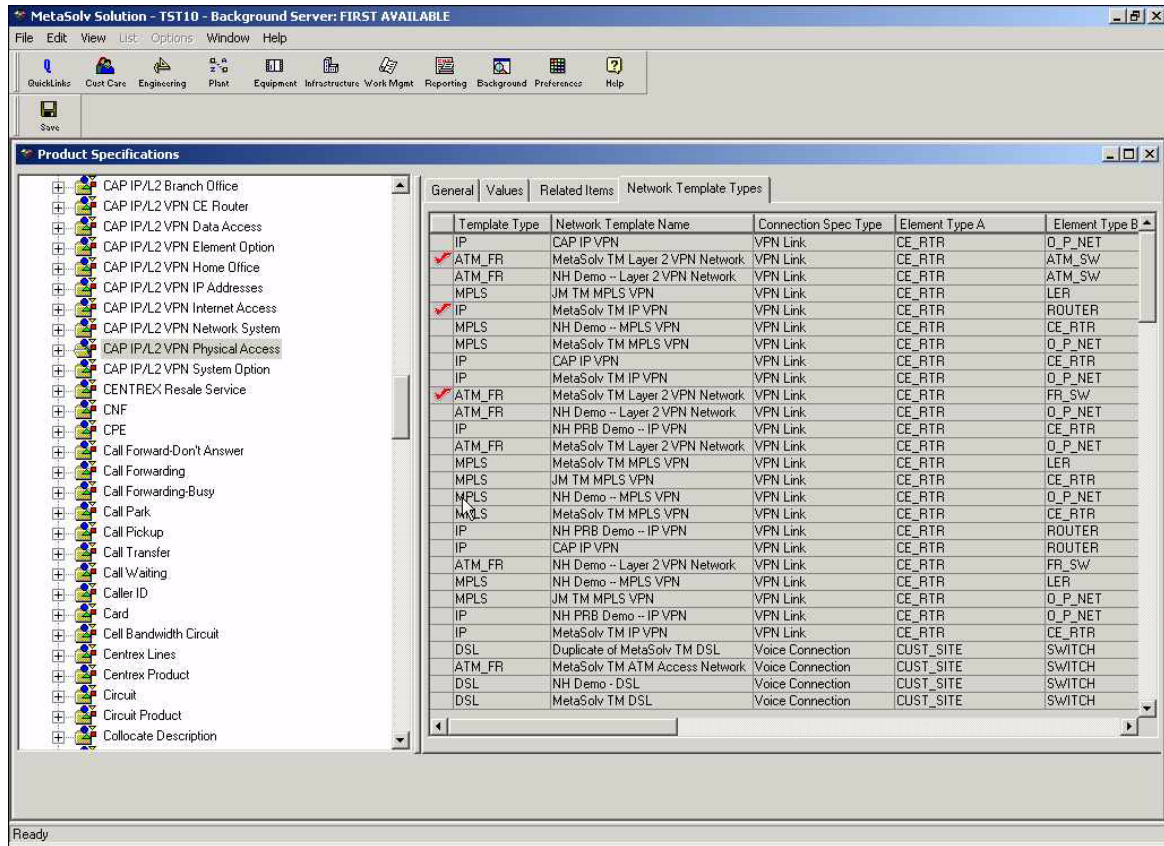 MetaSolv Solution - TST10 - Background Server: FIRST AVAILABLE
File Edit View List Options Window Help
QuickLinks Cust Care Engineering Plant Equipment Infrastructure Work Mgmt Reporting Background Preferences Help
Save
Product Specifications
CAP IP/L2 Branch Office
CAP IP/L2 VPN CE Router
CAP IP/L2 VPN Data Access
CAP IP/L2 VPN Element Option
CAP IP/L2 VPN Home Office
CAP IP/L2 VPN IP Addresses
CAP IP/L2 VPN Internet Access
CAP IP/L2 VPN Network System
CAP IP/L2 VPN Physical Access
CAP IP/L2 VPN System Option
CENTREX Resale Service
CNF
CPE
Call Forward-Don't Answer
Call Forwarding
Call Forwarding-Busy
Call Park
Call Pickup
Call Transfer
Call Waiting
Caller ID
Card
Cell Bandwidth Circuit
Centrex Lines
Centrex Product
Circuit
Circuit Product
Collocate Description
General Values Related Items Network Template Types
Template Type Network Template Name Connection Spec Type Element Type A Element Type B
IP CAP IP VPN VPN Link CE_RTR O_P_NET
ATM_FR MetaSolv TM Layer 2 VPN Network VPN Link CE_RTR ATM_SW
ATM_FR NH Demo -- Layer 2 VPN Network VPN Link CE_RTR ATM_SW
MPLS JM TM MPLS VPN VPN Link CE_RTR LER
IP MetaSolv TM IP VPN VPN Link CE_RTR ROUTER
MPLS NH Demo -- MPLS VPN VPN Link CE_RTR CE_RTR
MPLS MetaSolv TM MPLS VPN VPN Link CE_RTR O_P_NET
IP CAP IP VPN VPN Link CE_RTR CE_RTR
IP MetaSolv TM IP VPN VPN Link CE_RTR O_P_NET
ATM_FR MetaSolv TM Layer 2 VPN Network VPN Link CE_RTR FR_SW
ATM_FR NH Demo -- Layer 2 VPN Network VPN Link CE_RTR O_P_NET
IP NH PRB Demo -- IP VPN VPN Link CE_RTR CE_RTR
ATM_FR MetaSolv TM Layer 2 VPN Network VPN Link CE_RTR O_P_NET
MPLS MetaSolv TM MPLS VPN VPN Link CE_RTR LER
MPLS JM TM MPLS VPN VPN Link CE_RTR CE_RTR
MPLS NH Demo -- MPLS VPN VPN Link CE_RTR O_P_NET
MPLS MetaSolv TM MPLS VPN VPN Link CE_RTR CE_RTR
IP NH PRB Demo -- IP VPN VPN Link CE_RTR ROUTER
IP CAP IP VPN VPN Link CE_RTR ROUTER
ATM_FR NH Demo -- Layer 2 VPN Network VPN Link CE_RTR FR_SW
MPLS NH Demo -- MPLS VPN VPN Link CE_RTR LER
MPLS JM TM MPLS VPN VPN Link CE_RTR O_P_NET
IP NH PRB Demo -- IP VPN VPN Link CE_RTR O_P_NET
IP MetaSolv TM IP VPN VPN Link CE_RTR CE_RTR
DSL Duplicate of MetaSolv TM DSL Voice Connection CUST_SITE SWITCH
ATM_FR MetaSolv TM ATM Access Network Voice Connection CUST_SITE SWITCH
DSL NH Demo - DSL Voice Connection CUST_SITE SWITCH
DSL MetaSolv TM DSL Voice Connection CUST_SITE SWITCH
Ready